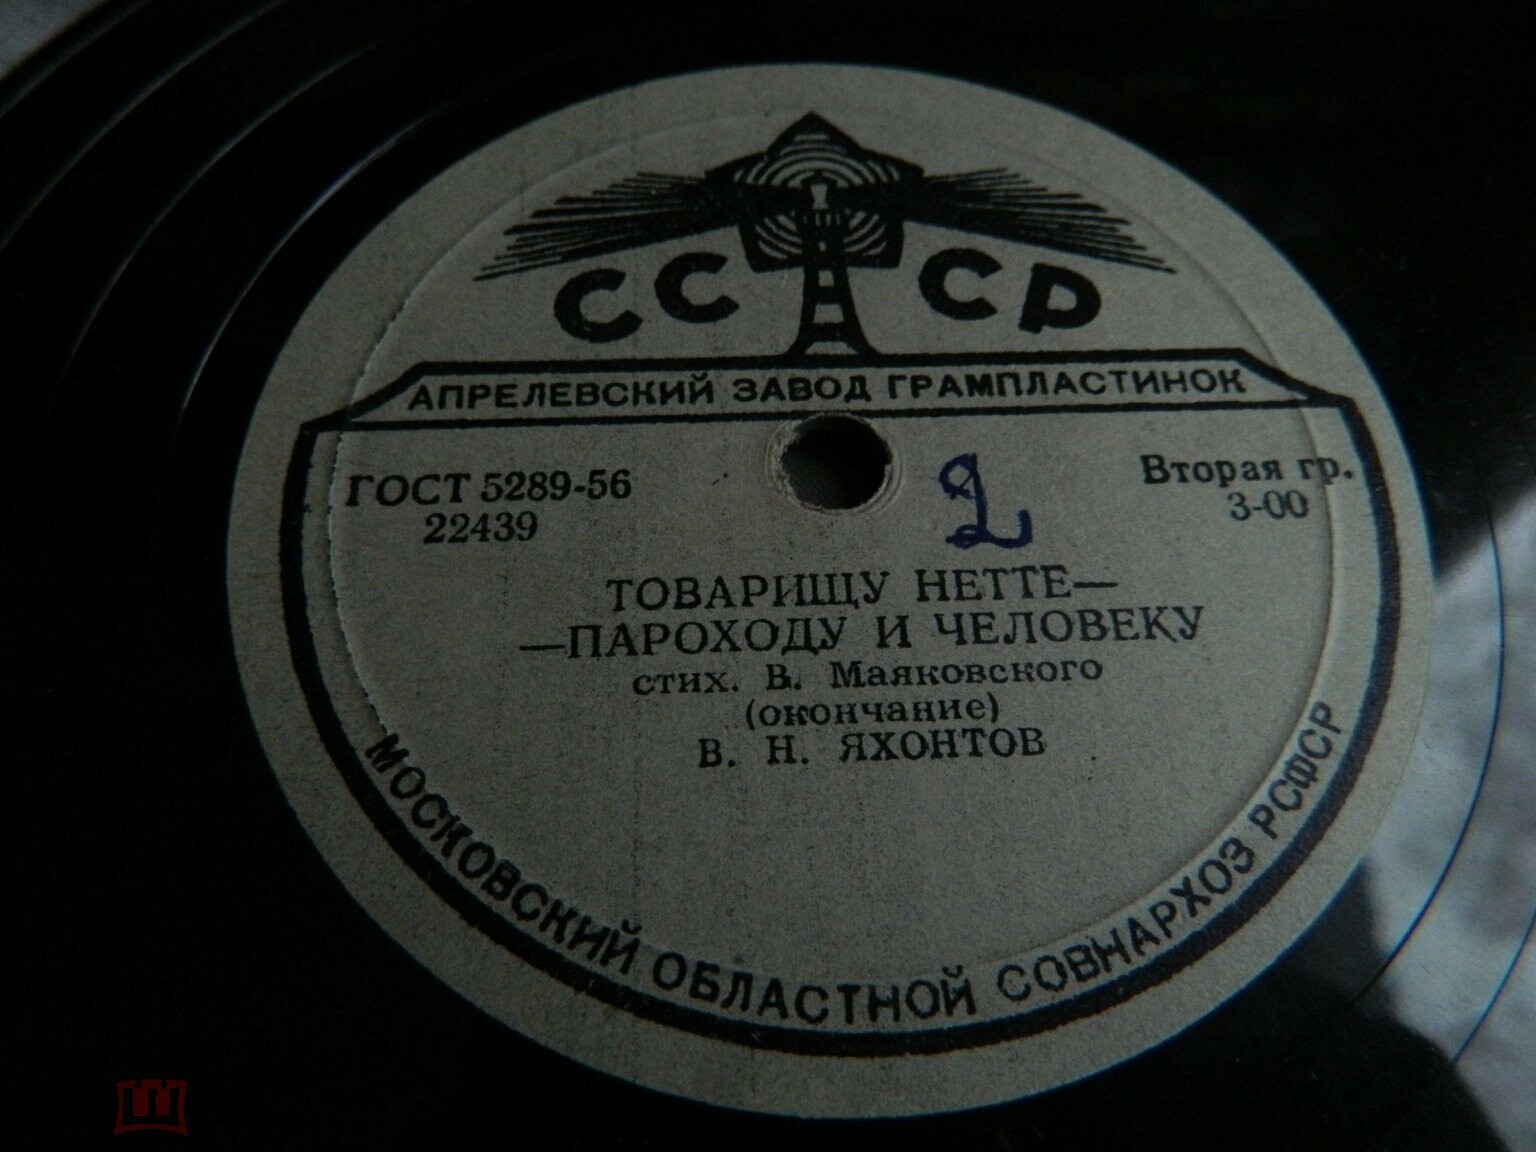 СССР
АПРЕЛЕВСКИЙ ЗАВОД ГРАМПЛАСТИНОК
ГОСТ 5289-56
22439
2
Вторая гр.
3-00
ТОВАРИЩУ НЕТТЕ—
—ПАРОХОДУ И ЧЕЛОВЕКУ
стих. В. Маяковского
(окончание)
В. Н. ЯХОНТОВ
МОСКОВСКИЙ ОБЛАСТНОЙ СОВНАРХОЗ РСФСР